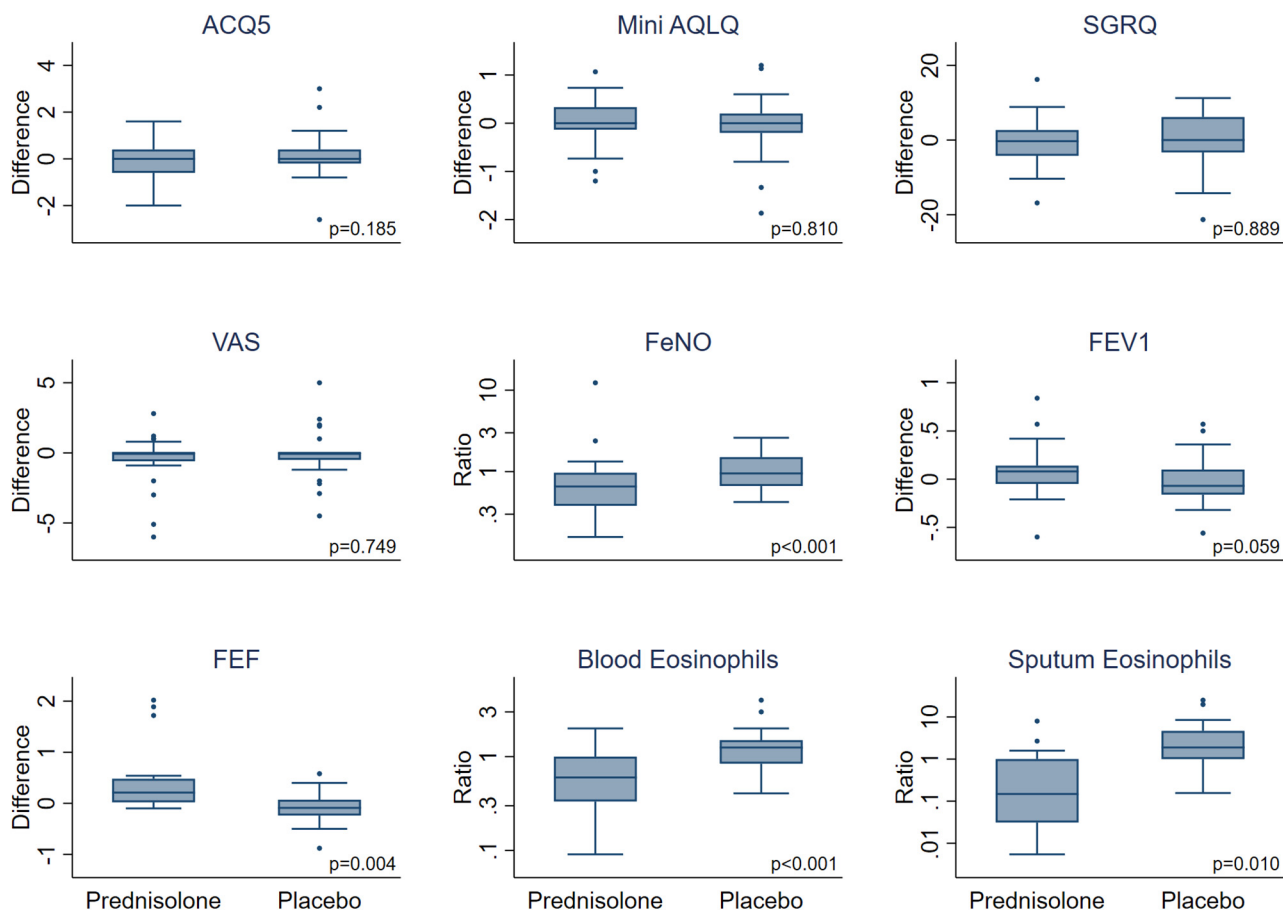 ACQ5
Mini AQLQ
SGRQ
Difference
4
2
0
-2
p=0.185
Difference
1
0
-1
-2
p=0.810
Difference
20
0
-20
p=0.889
VAS
FeNO
FEV1
Difference
5
0
-5
p=0.749
Ratio
10
3
1
.3
p<0.001
Difference
1
.5
0
-.5
p=0.059
FEF
Blood Eosinophils
Sputum Eosinophils
Difference
2
1
0
-1
p=0.004
Ratio
3
1
.3
.1
p<0.001
Ratio
10
1
.1
.01
p=0.010
Prednisolone Placebo
Prednisolone Placebo
Prednisolone Placebo